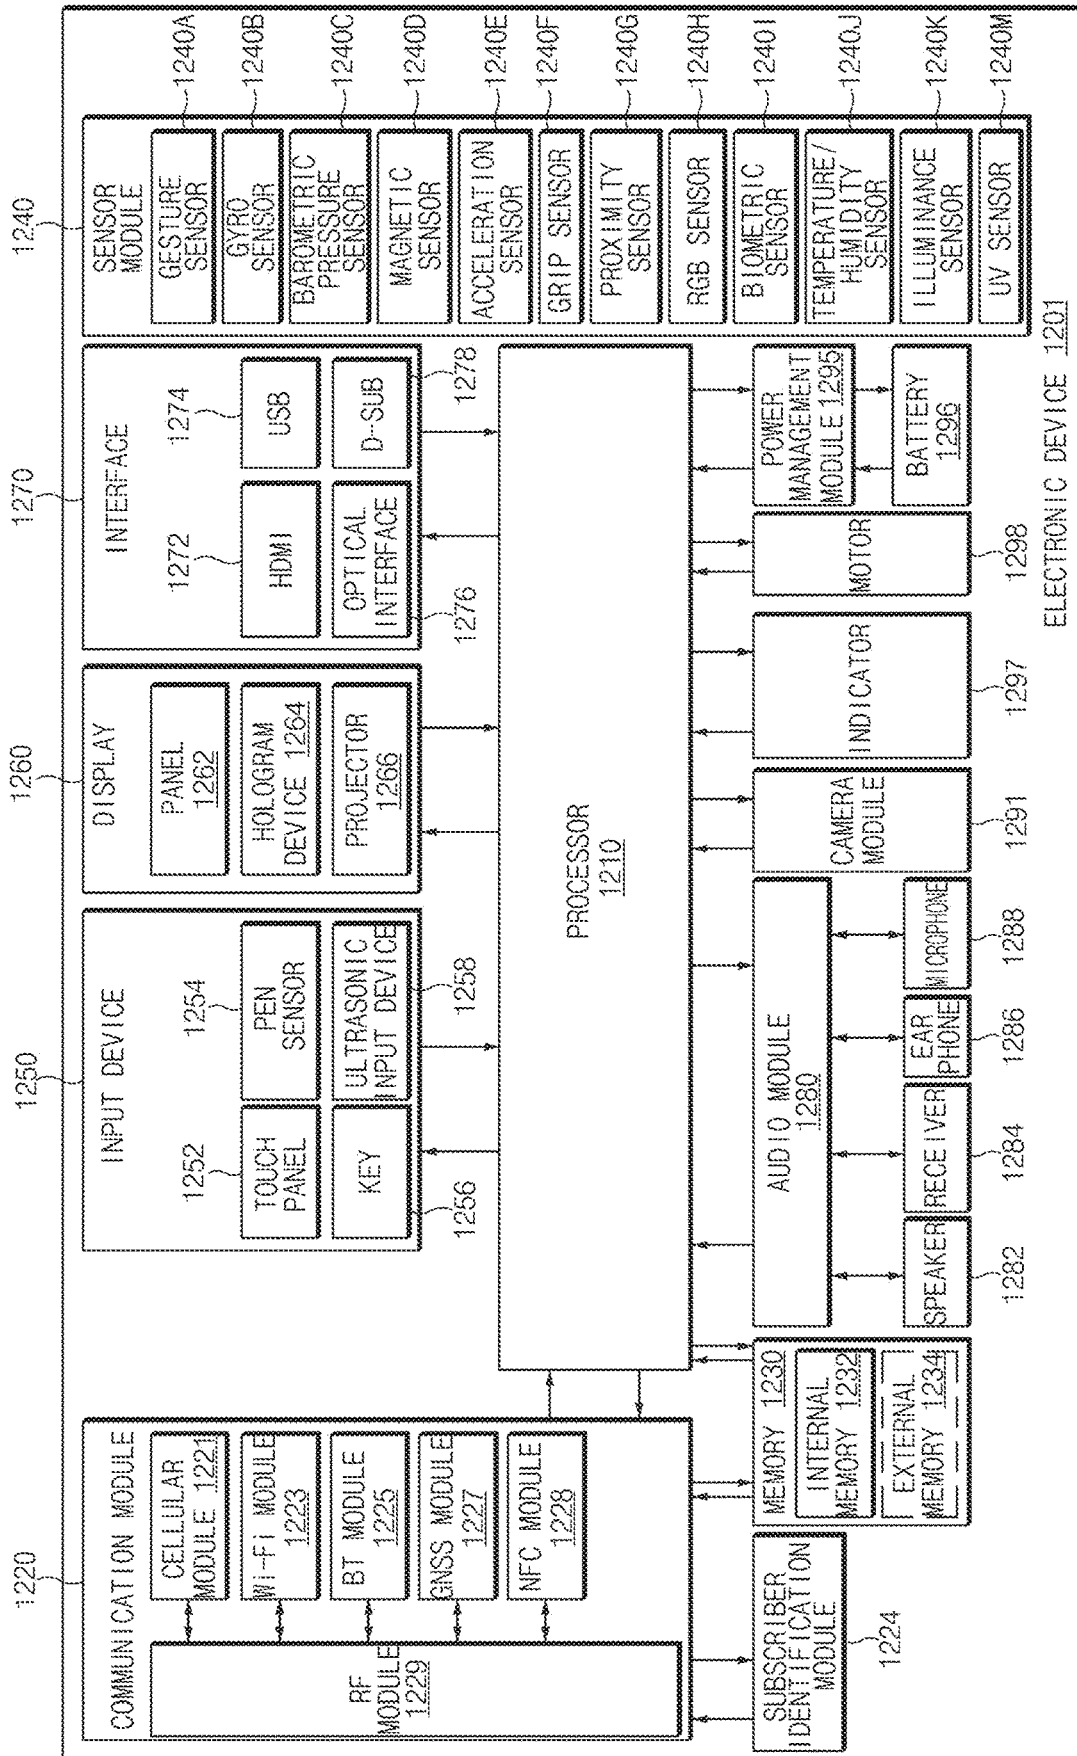 1220
COMMUNICATION MODULE
CELLULAR
MODULE 1221
Wi-Fi MODULE
1223
BT MODULE
1225
GNSS MODULE
1227
NFC MODULE
1228
RF
MODULE
1229
1250
INPUT DEVICE
1252
TOUCH
PANEL
1254
PEN
SENSOR
KEY
1256
ULTRASONIC
INPUT DEVICE
1258
1260
DISPLAY
PANEL
1262
HOLOGRAM
DEVICE 1264
PROJECTOR
1266
1270
INTERFACE
1272
HDMI
1274
USB
OPTICAL
INTERFACE
1276
D-SUB
1278
1240
SENSOR
MODULE
GESTURE
SENSOR
1240A
GYRO
SENSOR
1240B
BAROMETRIC
PRESSURE
SENSOR
1240C
MAGNETIC
SENSOR
1240D
ACCELERATION
SENSOR
1240E
GRIP SENSOR
1240F
PROXIMITY
SENSOR
1240G
RGB SENSOR
1240H
BIOMETRIC
SENSOR
1240I
TEMPERATURE/
HUMIDITY
SENSOR
1240J
ILLUMINANCE
SENSOR
1240K
UV SENSOR
1240M
PROCESSOR
1210
SUBSCRIBER
IDENTIFICATION
MODULE
1224
MEMORY 1230
INTERNAL
MEMORY 1232
EXTERNAL
MEMORY 1234
AUDIO MODULE
1280
SPEAKER
1282
RECEIVER
1284
EAR
PHONE
1286
MICROPHONE
1288
CAMERA
MODULE
1291
INDICATOR
1297
MOTOR
1298
POWER
MANAGEMENT
MODULE 1295
BATTERY
1296
ELECTRONIC DEVICE 1201